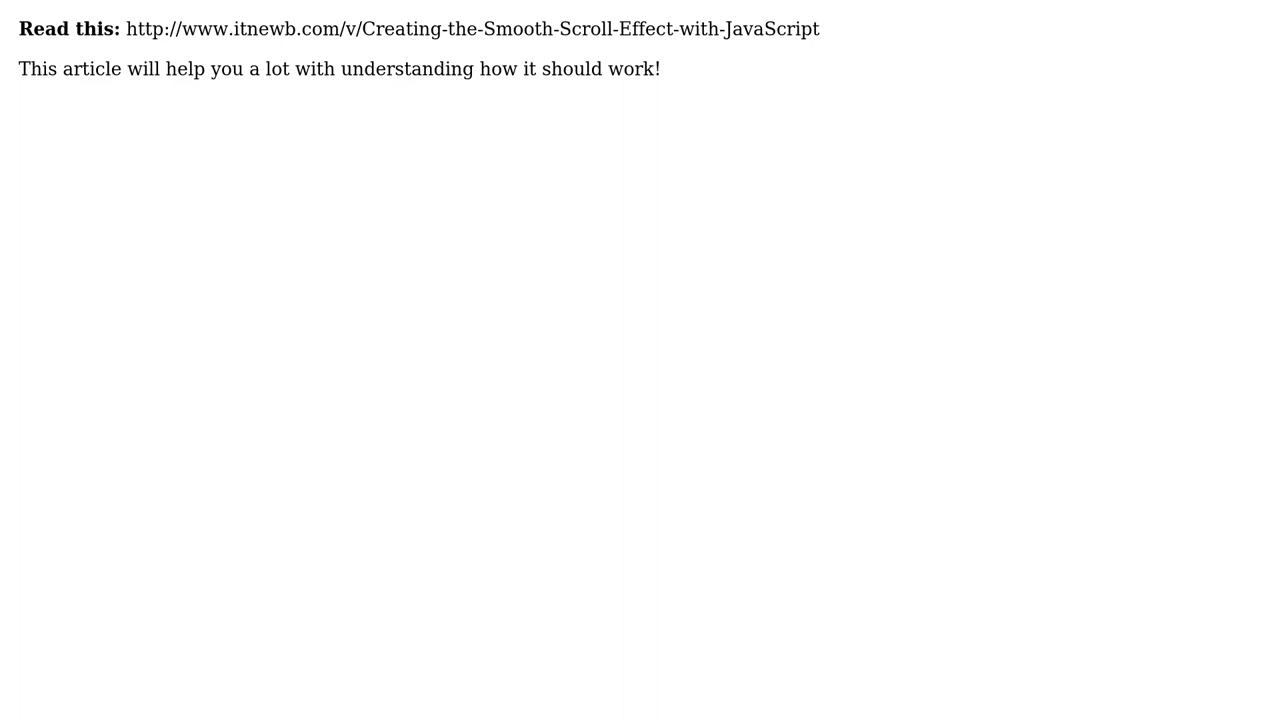 Read this: http://www.itnewb.com/v/Creating-the-Smooth-Scroll-Effect-with-JavaScript
This article will help you a lot with understanding how it should work!